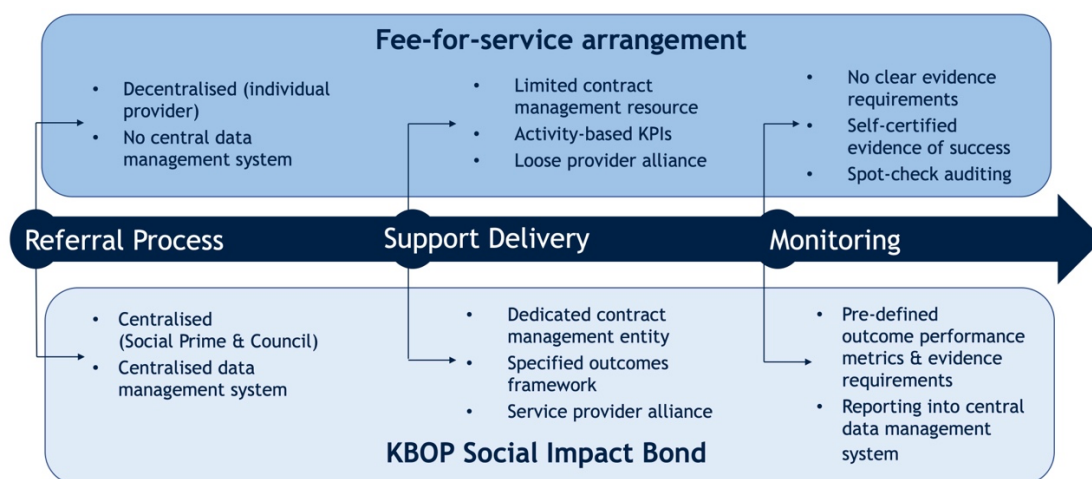 Fee-for-service arrangement
• Decentralised (individual
provider)
• No central data
management system
• Limited contract
management resource
• Activity-based KPIs
• Loose provider alliance
• No clear evidence
requirements
• Self-certified
evidence of success
• Spot-check auditing
Referral Process
Support Delivery
Monitoring
• Centralised
(Social Prime & Council)
• Centralised data
management system
• Dedicated contract
management entity
• Specified outcomes
framework
• Service provider alliance
• Pre-defined
outcome performance
metrics & evidence
requirements
• Reporting into central
data management
system
KBOP Social Impact Bond